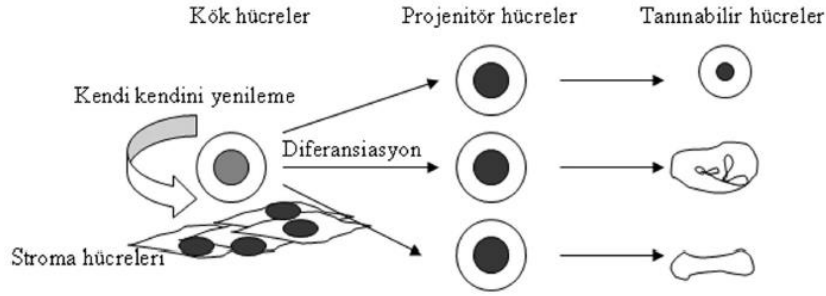 Kök hücreler
Projenitör hücreler
Tanınabilir hücreler
Kendi kendini yenileme
Diferansiasyon
Stroma hücreleri